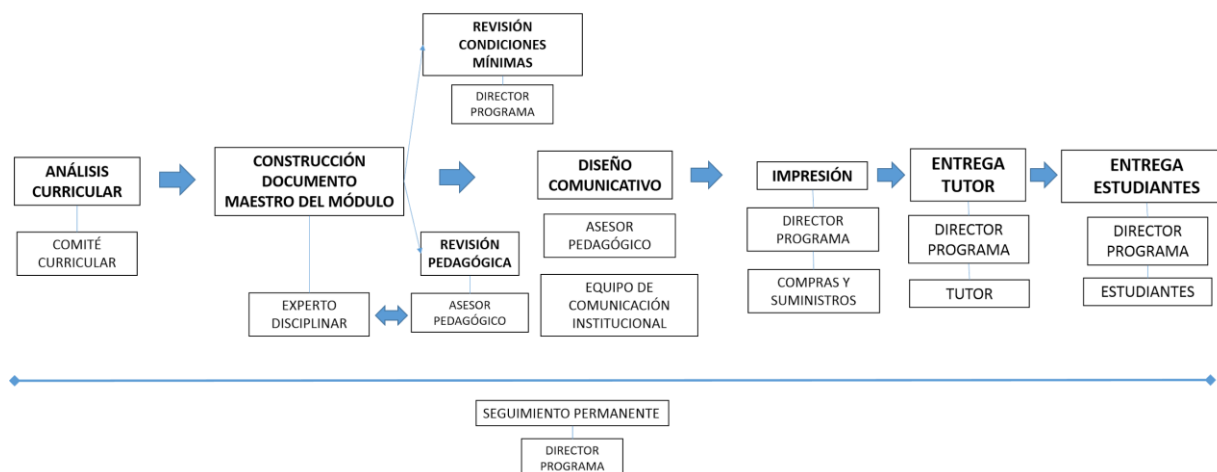 REVISIÓN
CONDICIONES
MÍNIMAS
DIRECTOR
PROGRAMA
ANÁLISIS
CURRICULAR
COMITÉ
CURRICULAR
CONSTRUCCIÓN
DOCUMENTO
MAESTRO DEL MÓDULO
EXPERTO
DISCIPLINAR
REVISIÓN
PEDAGÓGICA
ASESOR
PEDAGÓGICO
DISEÑO
COMUNICATIVO
ASESOR
PEDAGÓGICO
EQUIPO DE
COMUNICACIÓN
INSTITUCIONAL
IMPRESIÓN
DIRECTOR
PROGRAMA
COMPRAS Y
SUMINISTROS
ENTREGA
TUTOR
DIRECTOR
PROGRAMA
TUTOR
ENTREGA
ESTUDIANTES
DIRECTOR
PROGRAMA
ESTUDIANTES
SEGUIMIENTO PERMANENTE
DIRECTOR
PROGRAMA